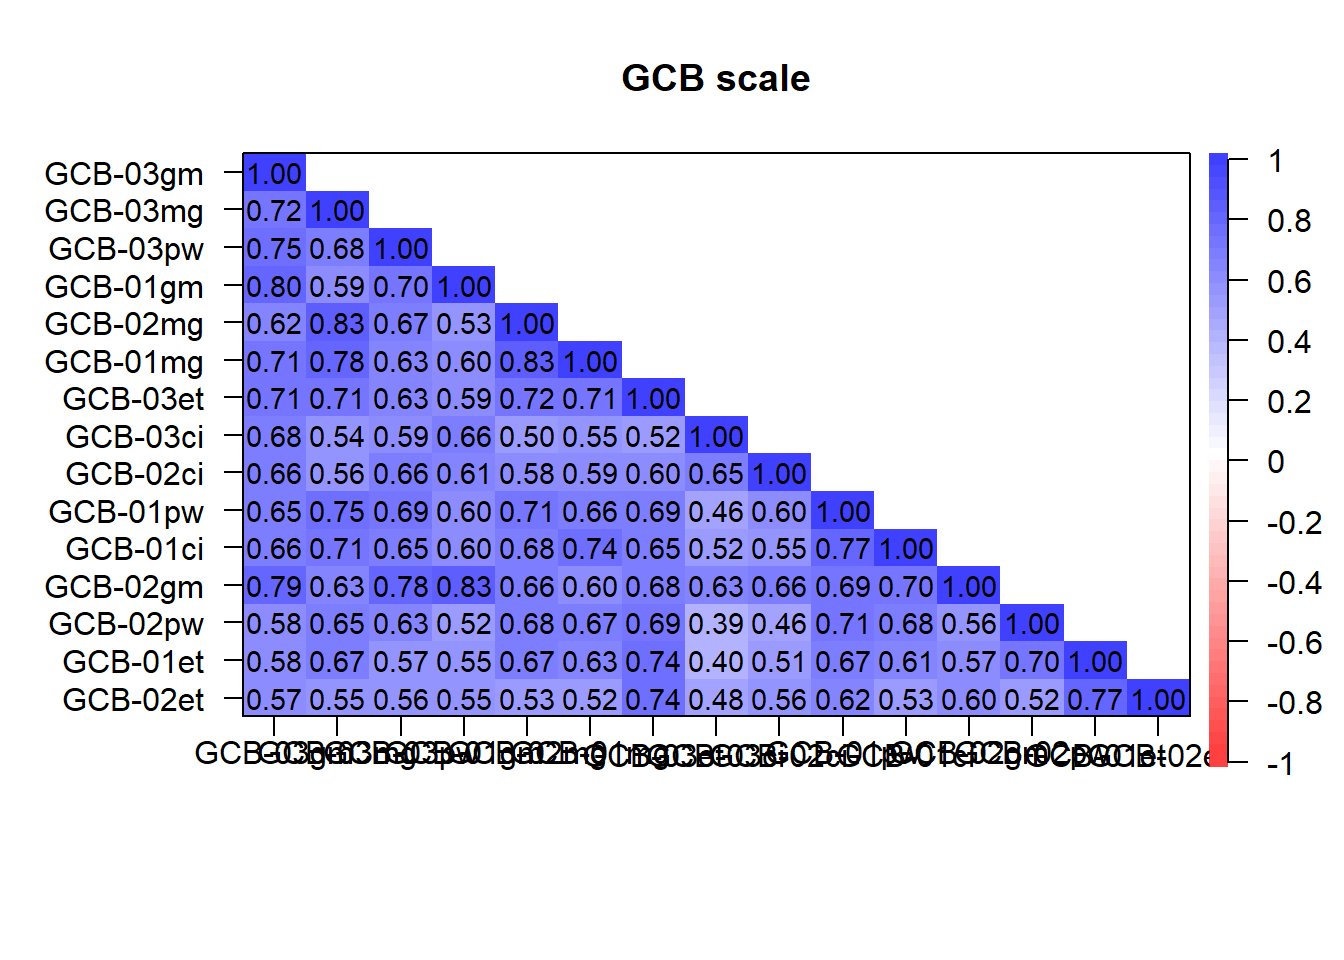 GCB scale
GCB-03gm 1.00
GCB-03mg 0.72 1.00
GCB-03pw 0.75 0.68 1.00
GCB-01gm 0.80 0.59 0.70 1.00
GCB-02mg 0.62 0.83 0.67 0.53 1.00
GCB-01mg 0.71 0.78 0.63 0.60 0.83 1.00
GCB-03et 0.71 0.71 0.63 0.59 0.72 0.71 1.00
GCB-03ci 0.68 0.54 0.59 0.66 0.50 0.55 0.52 1.00
GCB-02ci 0.66 0.56 0.66 0.61 0.58 0.59 0.60 0.65 1.00
GCB-01pw 0.65 0.75 0.69 0.60 0.71 0.66 0.69 0.46 0.60 1.00
GCB-01ci 0.66 0.71 0.65 0.60 0.68 0.74 0.65 0.52 0.55 0.77 1.00
GCB-02gm 0.79 0.63 0.78 0.83 0.66 0.60 0.68 0.63 0.66 0.69 0.70 1.00
GCB-02pw 0.58 0.65 0.63 0.52 0.68 0.67 0.69 0.39 0.46 0.71 0.68 0.56 1.00
GCB-01et 0.58 0.67 0.57 0.55 0.67 0.63 0.74 0.40 0.51 0.67 0.61 0.57 0.70 1.00
GCB-02et 0.57 0.55 0.56 0.55 0.53 0.52 0.74 0.48 0.56 0.62 0.53 0.60 0.52 0.77 1.00
1
0.8
0.6
0.4
0.2
0
-0.2
-0.4
-0.6
-0.8
-1